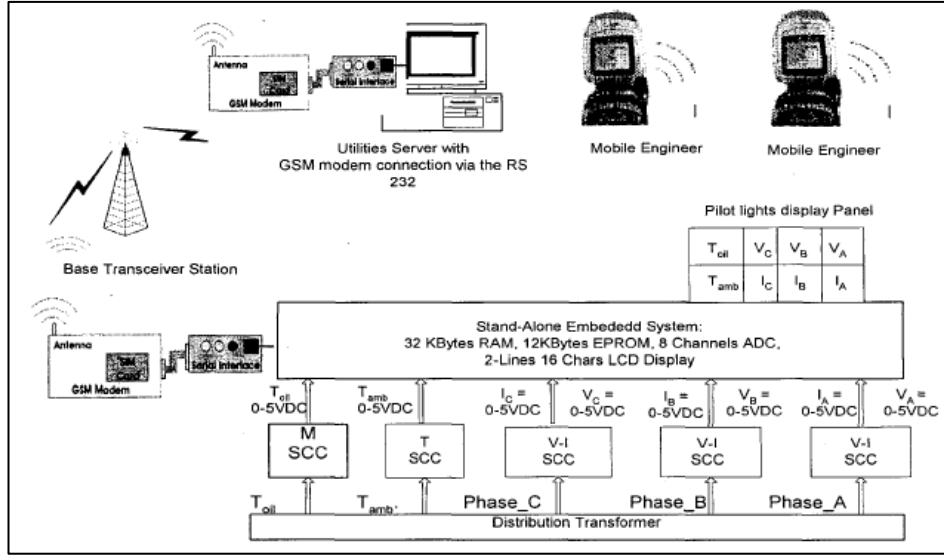 Antenna
SIM
Card
GSM Modem
Serial Interface
Utilities Server with
GSM modem connection via the RS
232
Mobile Engineer
Mobile Engineer
Base Transceiver Station
Pilot lights display Panel
T_oil V_C V_B V_A
T_amb I_C I_B I_A
Antenna
SIM
Card
GSM Modem
Serial Interface
Stand-Alone Embededd System:
32 KBytes RAM, 12KBytes EPROM, 8 Channels ADC,
2-Lines 16 Chars LCD Display
T_oil
0-5VDC
T_amb
0-5VDC
I_C =
0-5VDC
V_C =
0-5VDC
I_B =
0-5VDC
V_B =
0-5VDC
I_A =
0-5VDC
V_A =
0-5VDC
M
SCC
T
SCC
V-I
SCC
V-I
SCC
V-I
SCC
T_oil T_amb' Phase_C Phase_B Phase_A
Distribution Transformer